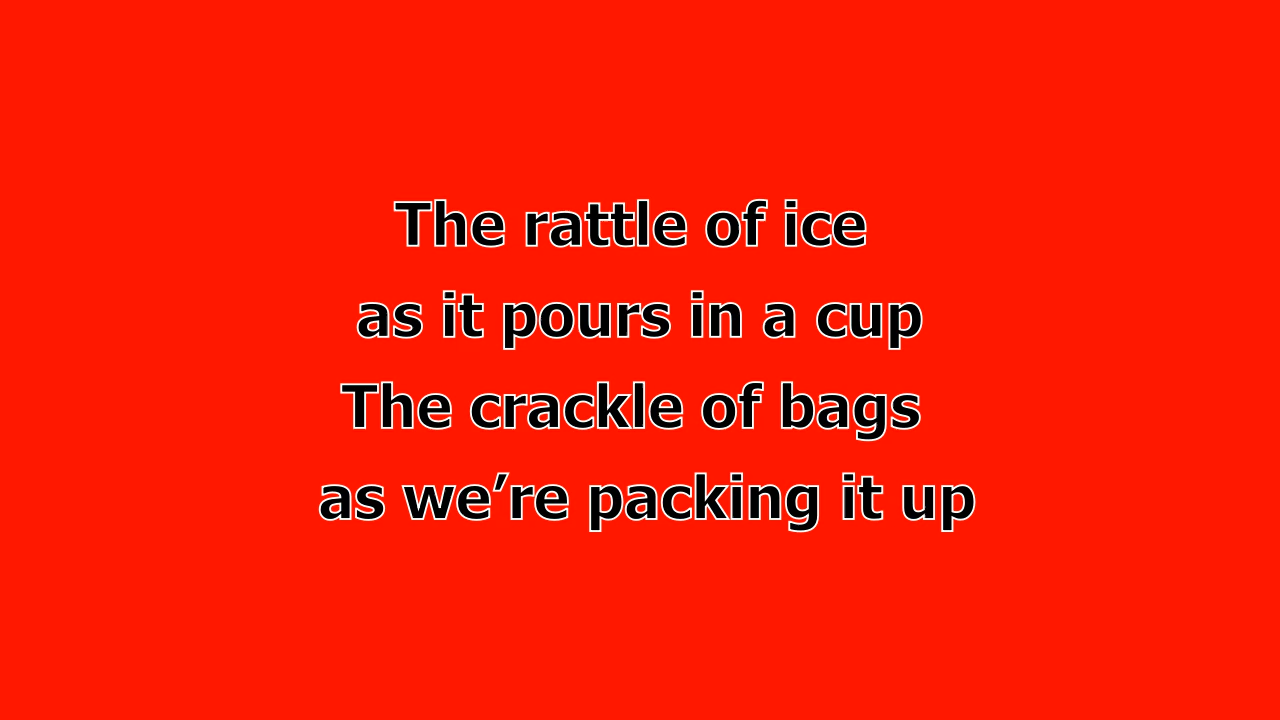 The rattle of ice
as it pours in a cup
The crackle of bags
as we’re packing it up